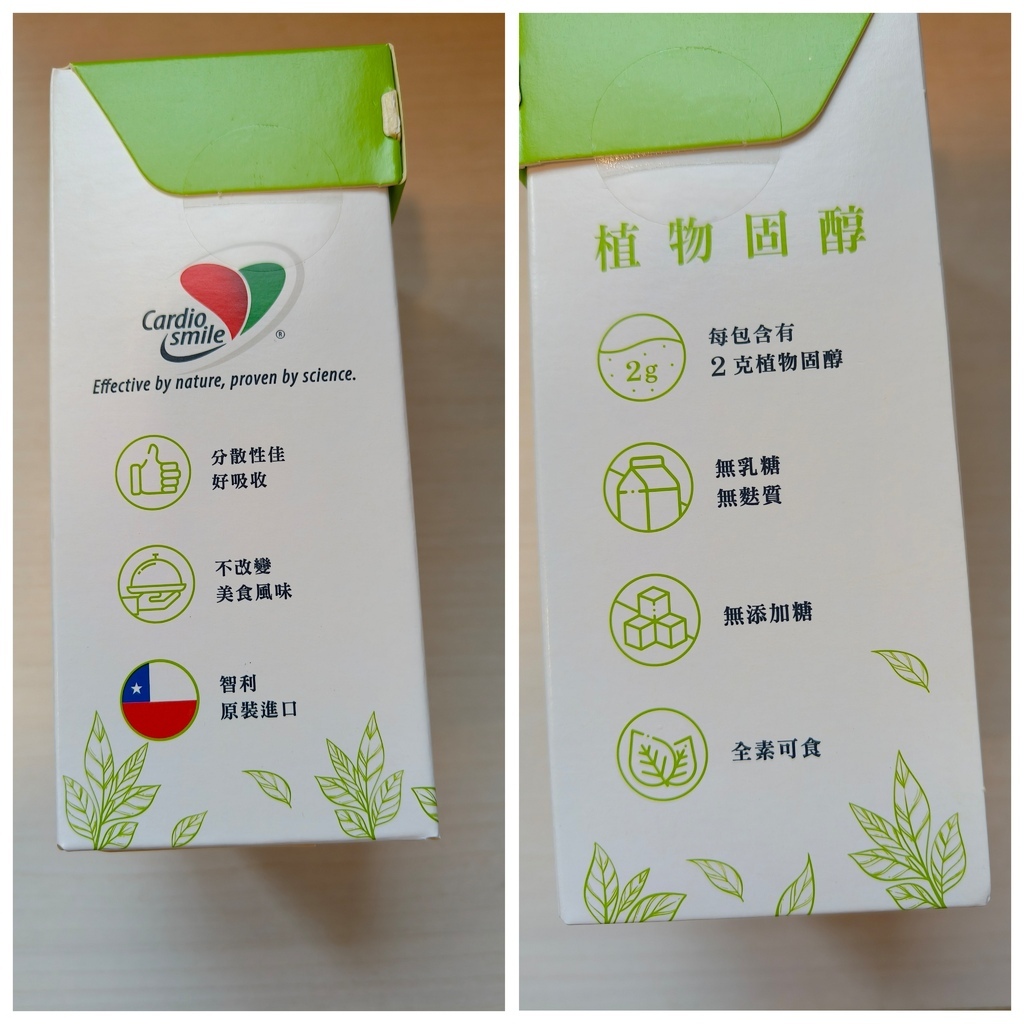 Cardio
smile
®
Effective by nature, proven by science.
分散性佳
好吸收
不改變
美食風味
智利
原裝進口
植物固醇
2g
每包含有
2克植物固醇
無乳糖
無麩質
無添加糖
全素可食